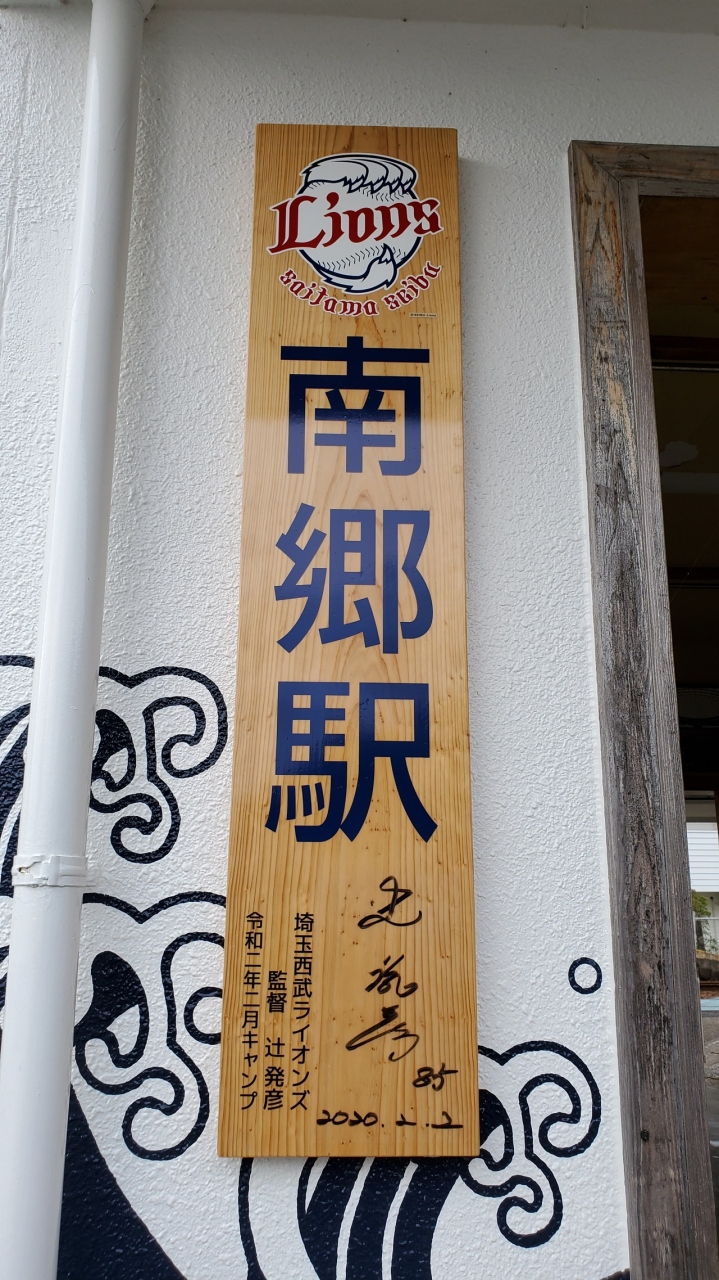 Lions
saitama seibu
南郷駅
埼玉西武ライオンズ
監督 辻発彦
令和二年二月キャンプ
85
2020.2.2